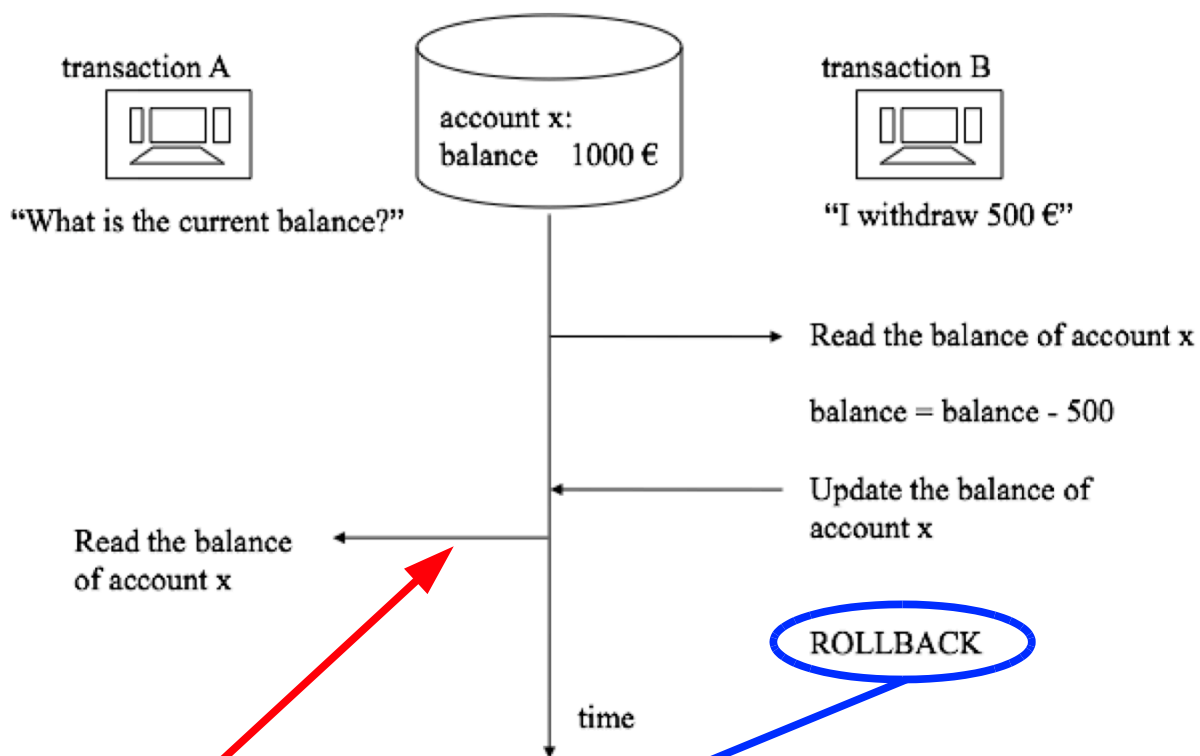 transaction A
transaction B
account x:
balance 1000 €
“What is the current balance?”
“I withdraw 500 €”
Read the balance of account x
balance = balance - 500
Update the balance of
account x
Read the balance
of account x
ROLLBACK
time